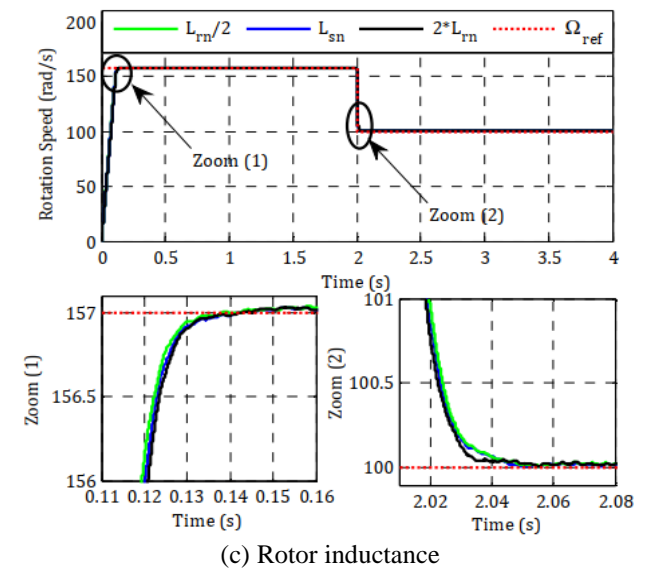 L_rn/2 L_sn 2*L_rn Ω_ref
Rotation Speed (rad/s)
200
150
100
50
0
Zoom (1)
Zoom (2)
0 0.5 1 1.5 2 2.5 3 3.5 4
Time (s)
Zoom (1)
157
156.5
156
0.11 0.12 0.13 0.14 0.15 0.16
Time (s)
Zoom (2)
101
100.5
100
2.02 2.04 2.06 2.08
Time (s)
(c) Rotor inductance